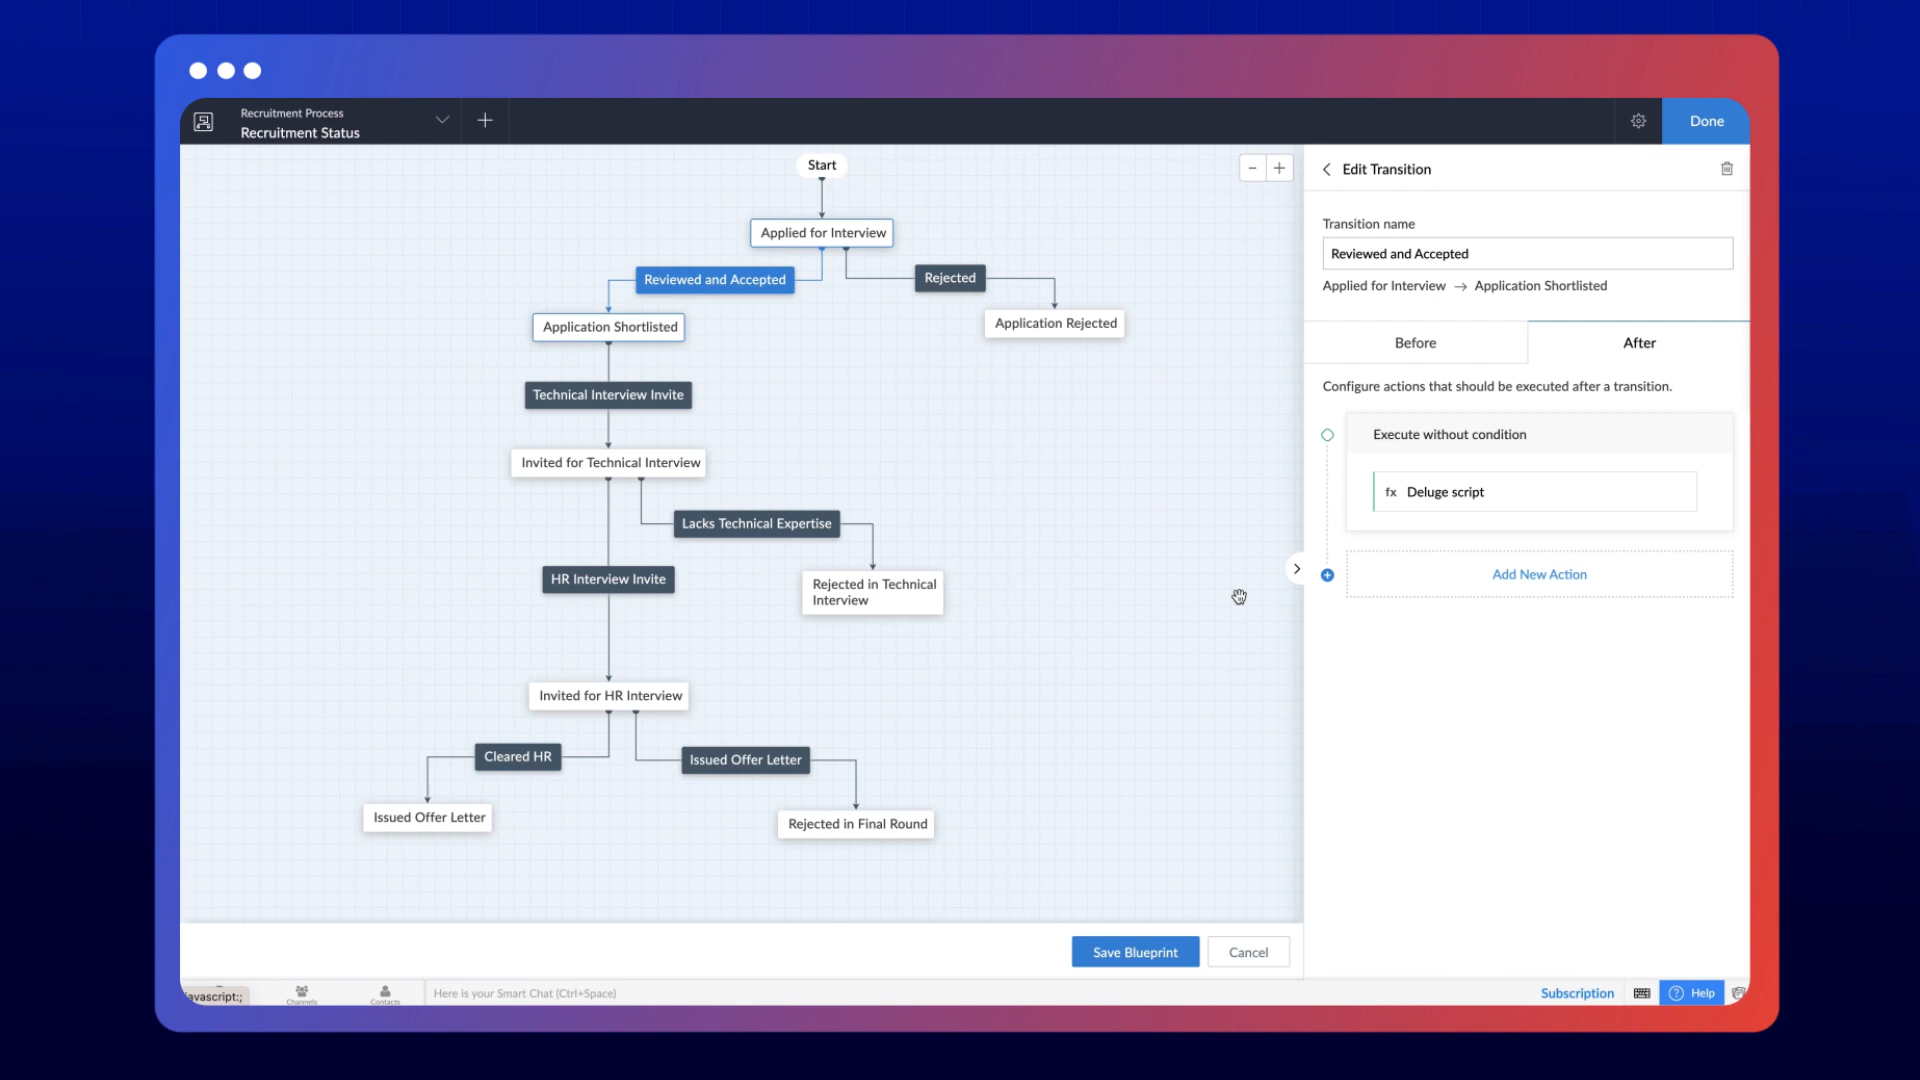 Recruitment Process
Recruitment Status
Done
Start
Applied for Interview
Reviewed and Accepted
Rejected
Application Shortlisted
Application Rejected
Technical Interview Invite
Invited for Technical Interview
Lacks Technical Expertise
HR Interview Invite
Rejected in Technical
Interview
Invited for HR Interview
Cleared HR
Issued Offer Letter
Issued Offer Letter
Rejected in Final Round
Edit Transition
Transition name
Reviewed and Accepted
Applied for Interview → Application Shortlisted
Before
After
Configure actions that should be executed after a transition.
Execute without condition
fx Deluge script
Add New Action
Save Blueprint
Cancel
avascript:;
Channels
Contacts
Here is your Smart Chat (Ctrl+Space)
Subscription
Help